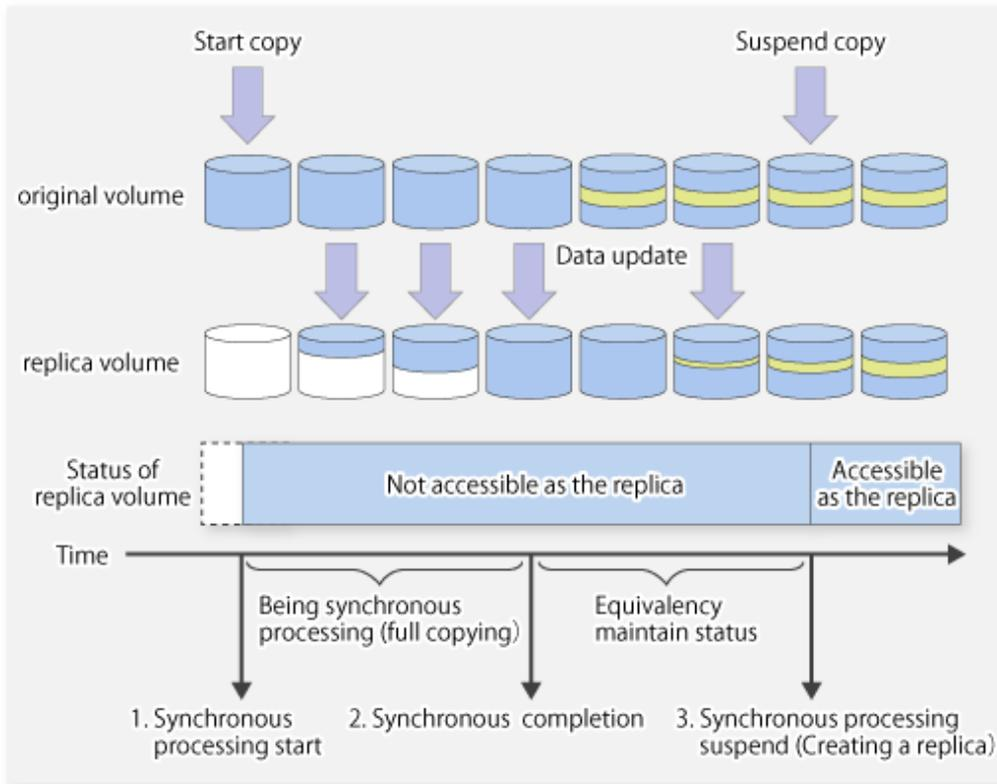 Start copy
Suspend copy
original volume
Data update
replica volume
Status of
replica volume
Not accessible as the replica
Accessible
as the replica
Time
Being synchronous
processing (full copying)
Equivalency
maintain status
1. Synchronous
processing start
2. Synchronous completion
3. Synchronous processing
suspend (Creating a replica)